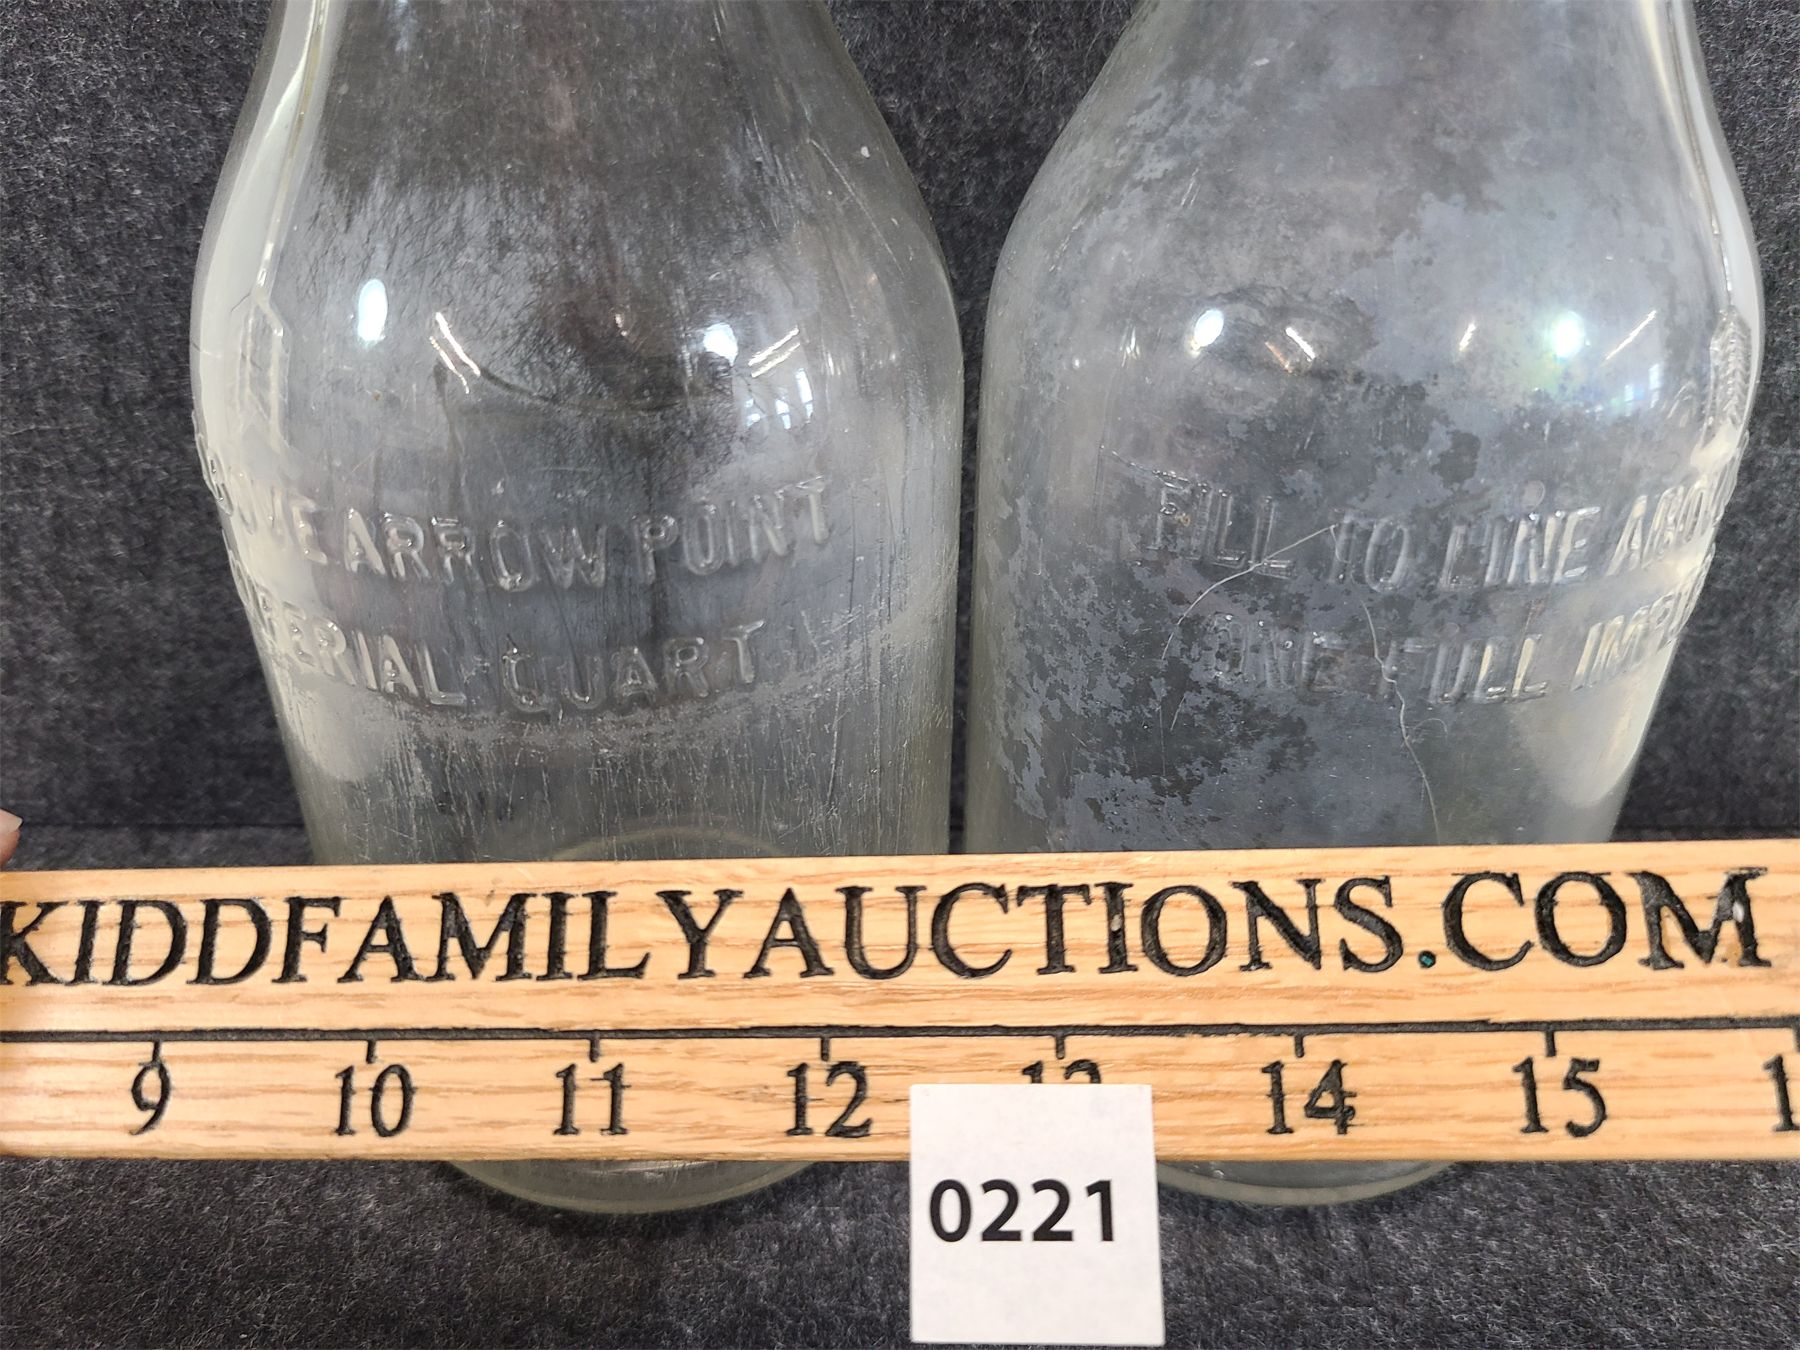 ABOVE ARROW POINT
IMPERIAL QUART
FILL TO LINE ABOVE
ONE FULL IMPE
KIDDFAMILYAUCTIONS.COM
9 10 11 12 13 14 15
0221